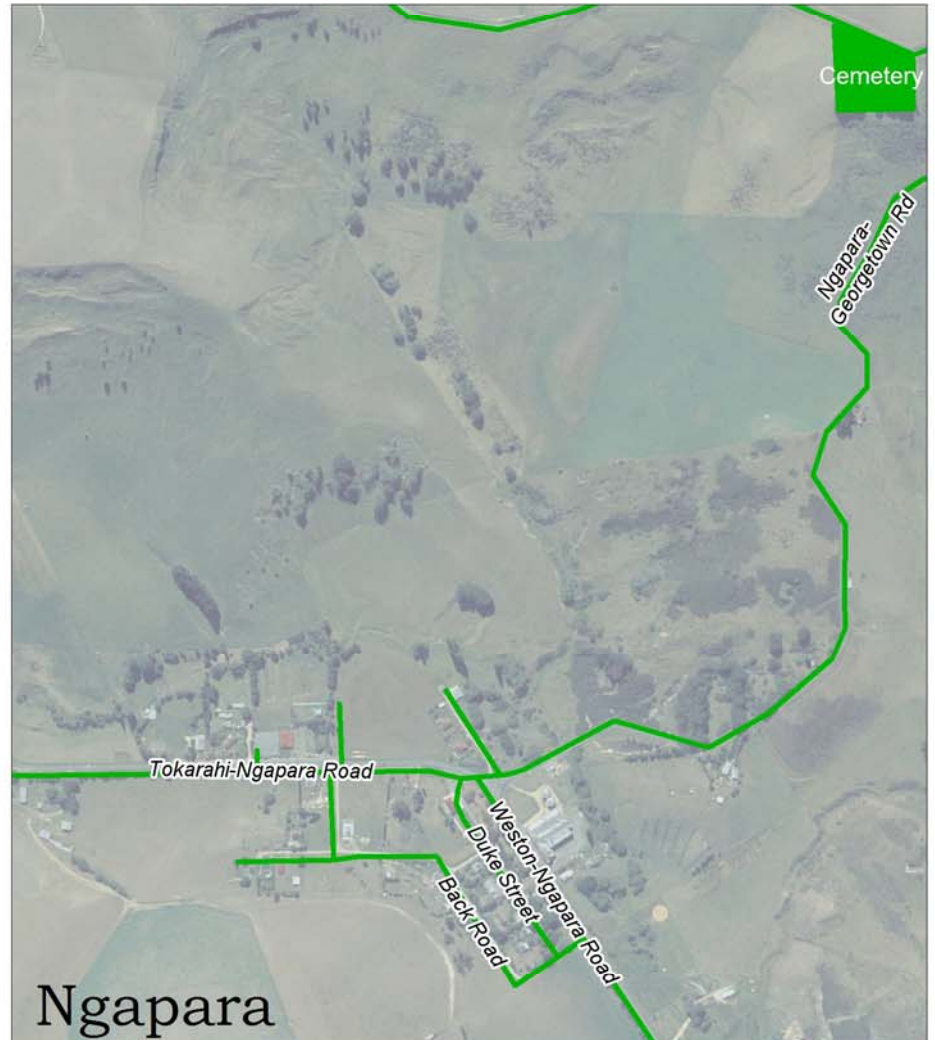 Cemetery
Ngapara-
Georgetown Rd
Tokarahi-Ngapara Road
Weston-Ngapara Road
Duke Street
Back Road
Ngapara